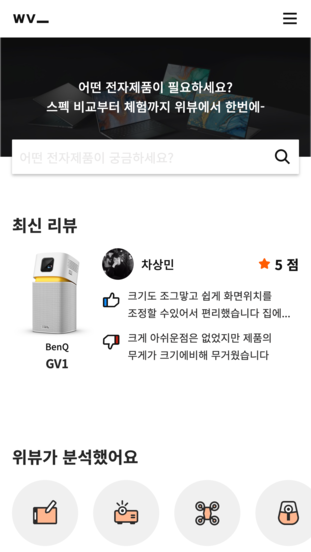 wv_
어떤 전자제품이 필요하세요?
스펙 비교부터 체험까지 위뷰에서 한번에-
어떤 전자제품이 궁금하세요?
최신 리뷰
차상민
5 점
크기도 조그맣고 쉽게 화면위치를
조정할 수있어서 편리했습니다 집에...
크게 아쉬운점은 없었지만 제품의
무게가 크기에비해 무거웠습니다
BenQ
GV1
위뷰가 분석했어요